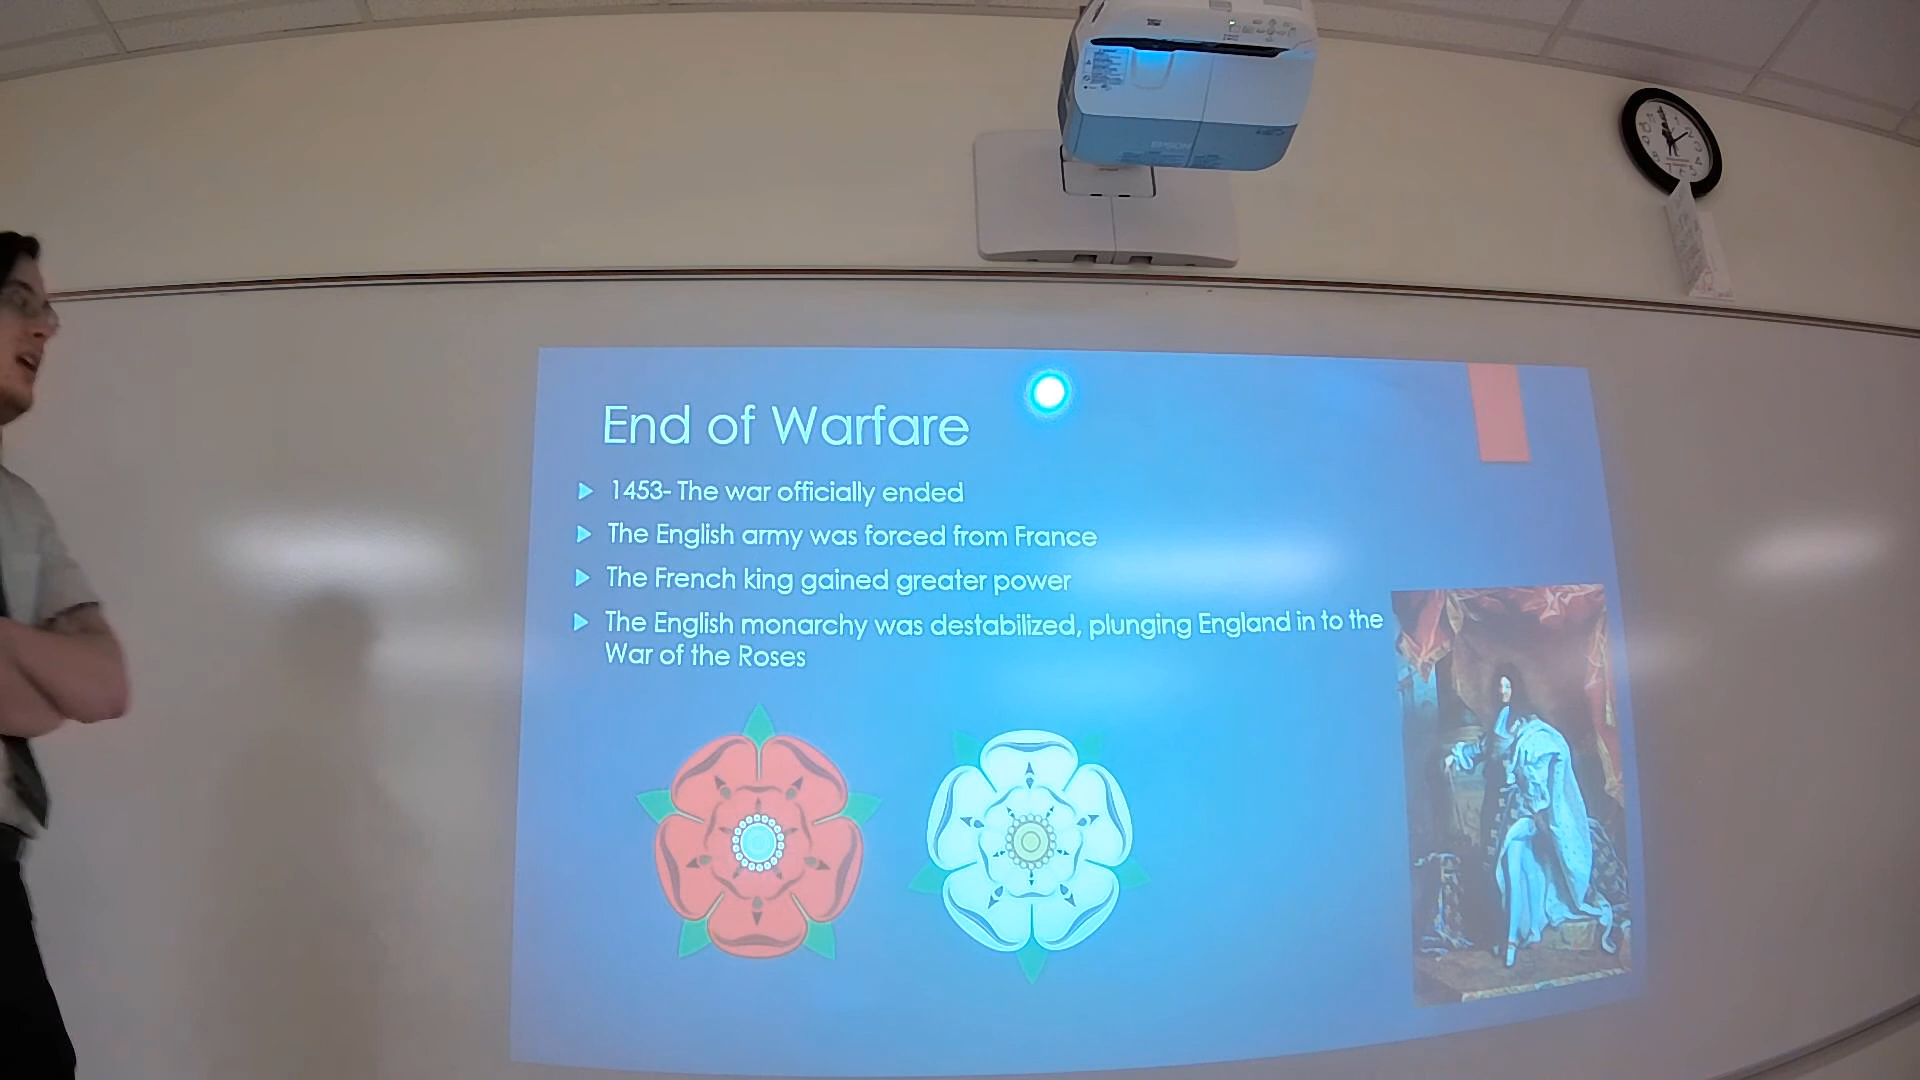 EPSON
End of Warfare
1453- The war officially ended
The English army was forced from France
The French king gained greater power
The English monarchy was destabilized, plunging England in to the
War of the Roses